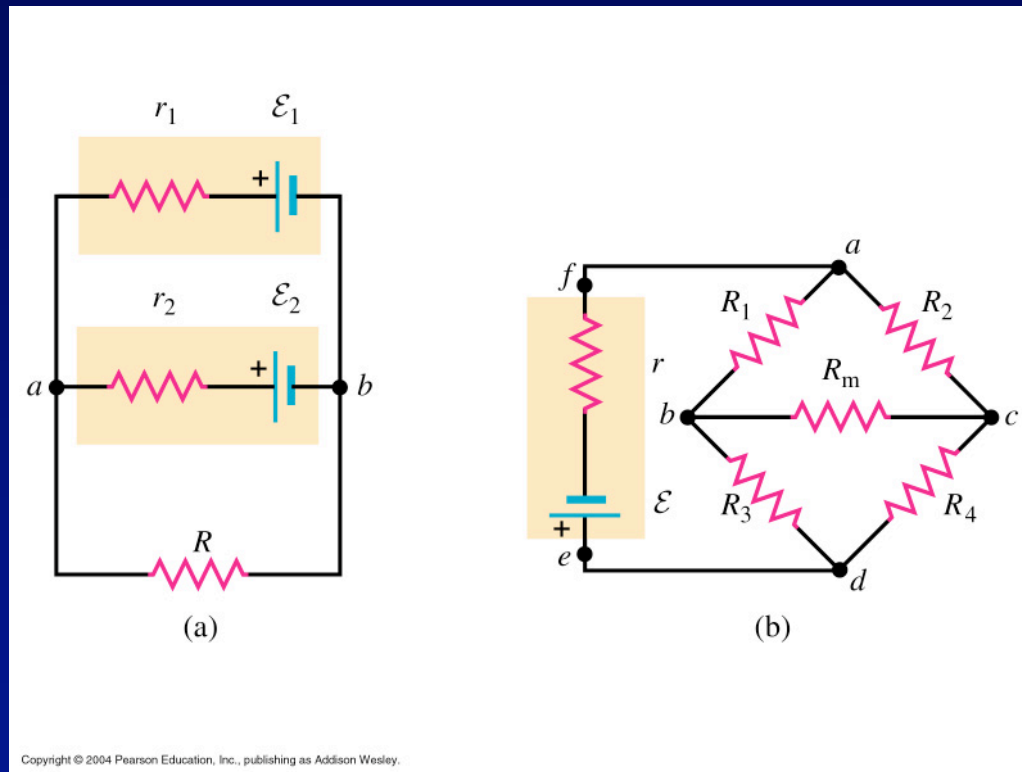 r1 ℰ1
+
r2 ℰ2
+
a b
R
(a)
a
f
R1 R2
r
Rm
b c
ℰ
R3 R4
+
e
d
(b)
Copyright © 2004 Pearson Education, Inc., publishing as Addison Wesley.